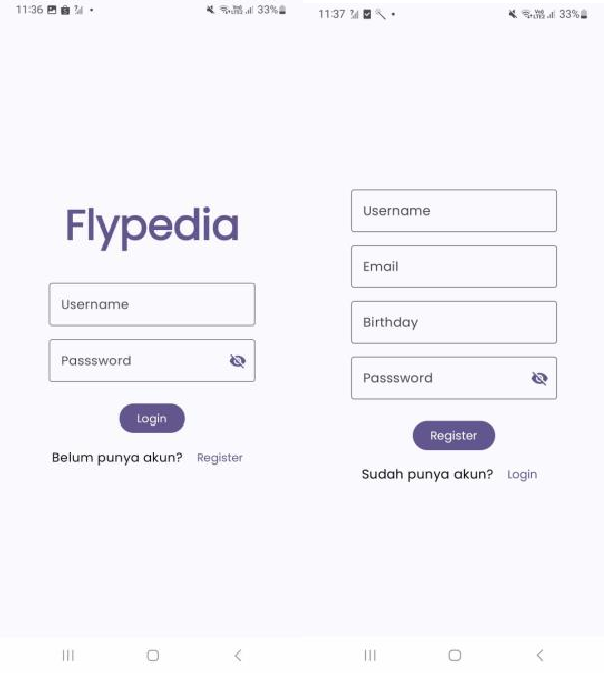 11:36
33%
Flypedia
Username
Passsword
Login
Belum punya akun? Register
11:37
33%
Username
Email
Birthday
Passsword
Register
Sudah punya akun? Login